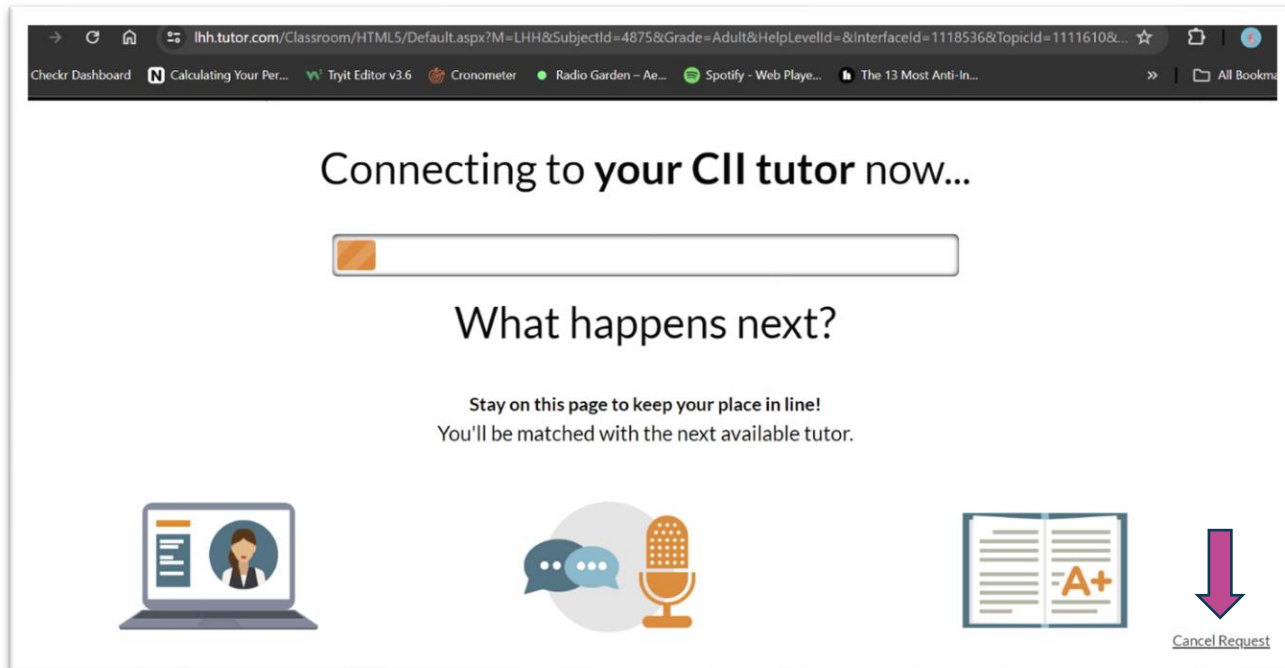 lhh.tutor.com/Classroom/HTML5/Default.aspx?M=LHH&SubjectId=4875&Grade=Adult&HelpLevelId=&InterfaceId=1118536&TopicId=1111610&...
Checkr Dashboard N Calculating Your Per... Tryit Editor v3.6 Cronometer Radio Garden – Ae... Spotify - Web Playe... h The 13 Most Anti-In... » All Bookma
Connecting to your CII tutor now...
What happens next?
Stay on this page to keep your place in line!
You'll be matched with the next available tutor.
A+
Cancel Request